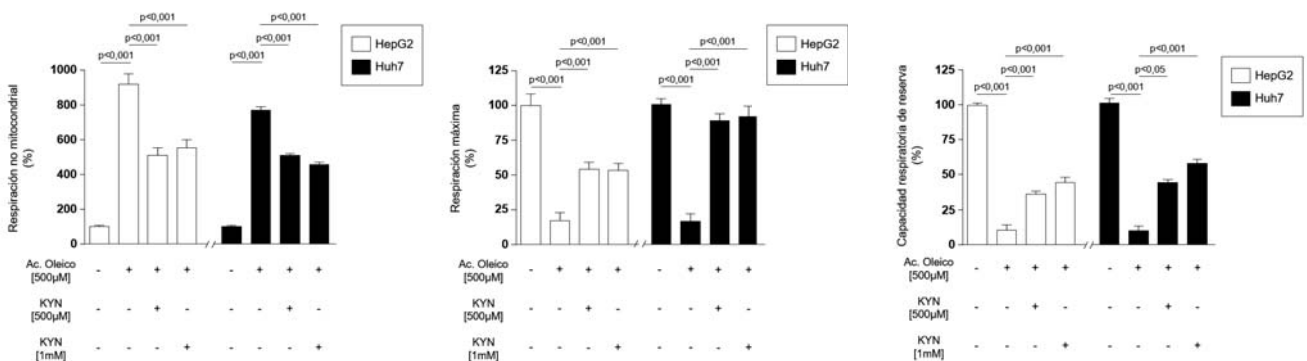 p<0,001
p<0,001
p<0,001
p<0,001
p<0,001
p<0,001
HepG2
Huh7
Respiración no mitocondrial
(%)
1000
800
600
400
200
0
Ac. Oleico
[500µM]
- + + + - + + +
KYN
[500µM]
- - + - - - + -
KYN
[1mM]
- - - + - - - +
p<0,001
p<0,001
p<0,001
p<0,001
p<0,001
p<0,001
HepG2
Huh7
Respiración máxima
(%)
125
100
75
50
25
0
Ac. Oleico
[500µM]
- + + + - + + +
KYN
[500µM]
- - + - - - + -
KYN
[1mM]
- - - + - - - +
p<0,001
p<0,001
p<0,001
p<0,001
p<0,05
p<0,001
HepG2
Huh7
Capacidad respiratoria de reserva
(%)
125
100
75
50
25
0
Ac. Oleico
[500µM]
- + + + - + + +
KYN
[500µM]
- - + - - - + -
KYN
[1mM]
- - - + - - - +